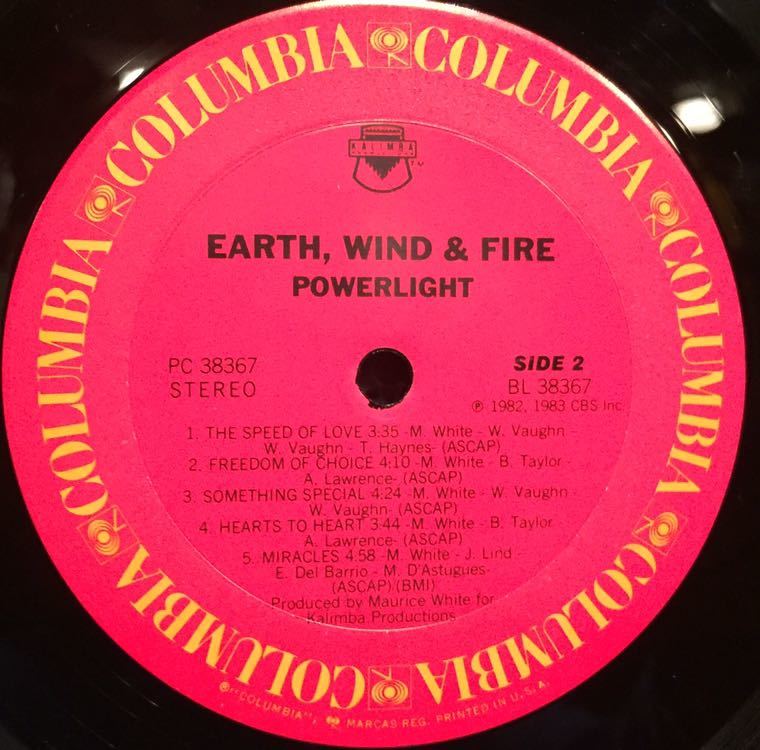 COLUMBIA COLUMBIA COLUMBIA COLUMBIA COLUMBIA COLUMBIA COLUMBIA COLUMBIA
KALIMBA
TM
EARTH, WIND & FIRE
POWERLIGHT
PC 38367
STEREO
SIDE 2
BL 38367
℗ 1982, 1983 CBS Inc.
1. THE SPEED OF LOVE 3:35 -M. White - W. Vaughn -
W. Vaughn - T. Haynes- (ASCAP)
2. FREEDOM OF CHOICE 4:10 -M. White - B. Taylor -
A. Lawrence- (ASCAP)
3. SOMETHING SPECIAL 4:24 -M. White - W. Vaughn -
W. Vaughn- (ASCAP)
4. HEARTS TO HEART 3:44 -M. White - B. Taylor -
A. Lawrence- (ASCAP)
5. MIRACLES 4:58 -M. White - J. Lind -
E. Del Barrio - M. D'Astugues-
(ASCAP)(BMI)
Produced by Maurice White for
Kalimba Productions
"COLUMBIA", MARCAS REG. PRINTED IN U.S.A.